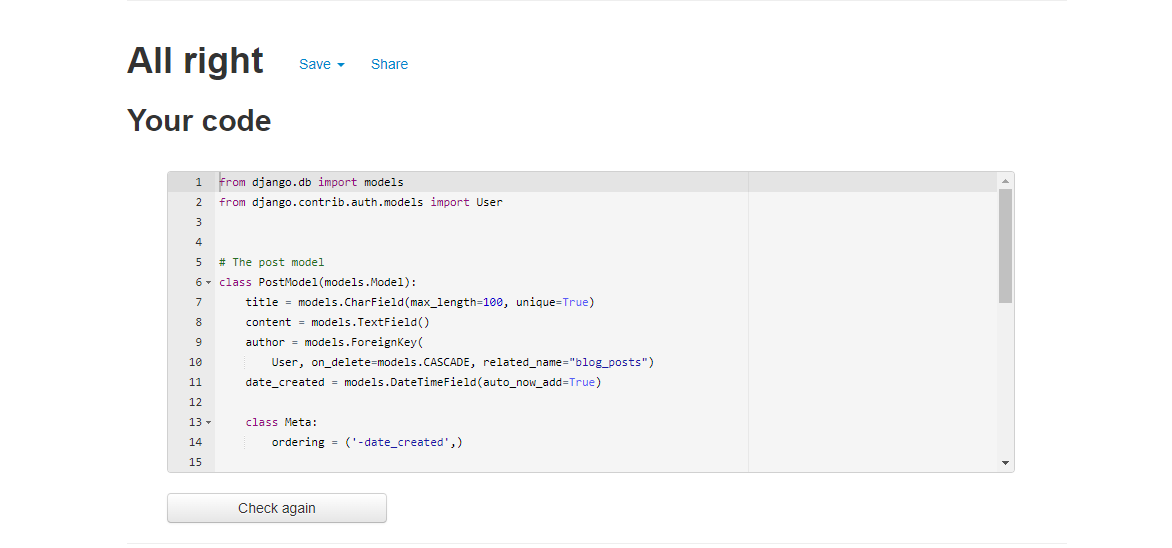 All right Save Share
Your code
1 from django.db import models
2 from django.contrib.auth.models import User
3
4
5 # The post model
6 class PostModel(models.Model):
7 title = models.CharField(max_length=100, unique=True)
8 content = models.TextField()
9 author = models.ForeignKey(
10 User, on_delete=models.CASCADE, related_name="blog_posts")
11 date_created = models.DateTimeField(auto_now_add=True)
12
13 class Meta:
14 ordering = ('-date_created',)
15
Check again